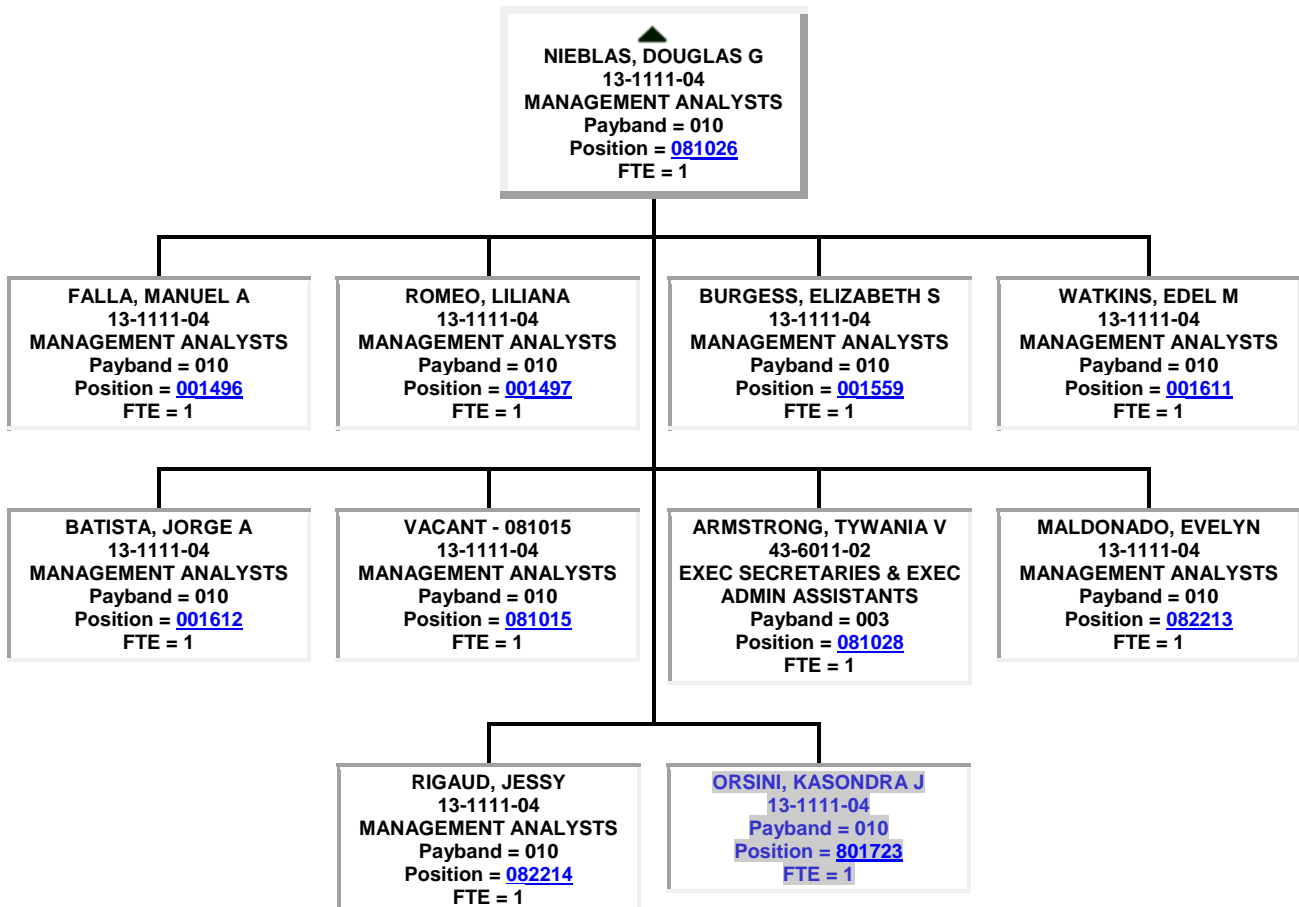 NIEBLAS, DOUGLAS G
13-1111-04
MANAGEMENT ANALYSTS
Payband = 010
Position = 081026
FTE = 1
FALLA, MANUEL A
13-1111-04
MANAGEMENT ANALYSTS
Payband = 010
Position = 001496
FTE = 1
ROMEO, LILIANA
13-1111-04
MANAGEMENT ANALYSTS
Payband = 010
Position = 001497
FTE = 1
BURGESS, ELIZABETH S
13-1111-04
MANAGEMENT ANALYSTS
Payband = 010
Position = 001559
FTE = 1
WATKINS, EDEL M
13-1111-04
MANAGEMENT ANALYSTS
Payband = 010
Position = 001611
FTE = 1
BATISTA, JORGE A
13-1111-04
MANAGEMENT ANALYSTS
Payband = 010
Position = 001612
FTE = 1
VACANT - 081015
13-1111-04
MANAGEMENT ANALYSTS
Payband = 010
Position = 081015
FTE = 1
ARMSTRONG, TYWANIA V
43-6011-02
EXEC SECRETARIES & EXEC
ADMIN ASSISTANTS
Payband = 003
Position = 081028
FTE = 1
MALDONADO, EVELYN
13-1111-04
MANAGEMENT ANALYSTS
Payband = 010
Position = 082213
FTE = 1
RIGAUD, JESSY
13-1111-04
MANAGEMENT ANALYSTS
Payband = 010
Position = 082214
FTE = 1
ORSINI, KASONDRA J
13-1111-04
Payband = 010
Position = 801723
FTE = 1